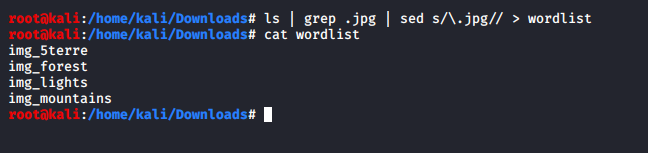 root@kali:/home/kali/Downloads# ls | grep .jpg | sed s/\.jpg// > wordlist
root@kali:/home/kali/Downloads# cat wordlist
img_5terre
img_forest
img_lights
img_mountains
root@kali:/home/kali/Downloads#